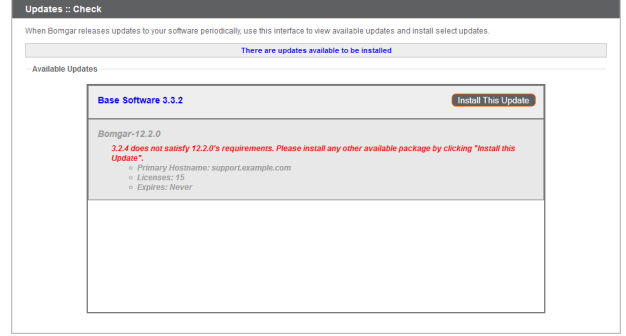 Updates :: Check
When Bomgar releases updates to your software periodically, use this interface to view available updates and install select updates.
There are updates available to be installed
Available Updates
Base Software 3.3.2
Install This Update
Bomgar-12.2.0
3.2.4 does not satisfy 12.2.0's requirements. Please install any other available package by clicking "Install this
Update".
Primary Hostname: support.example.com
Licenses: 15
Expires: Never